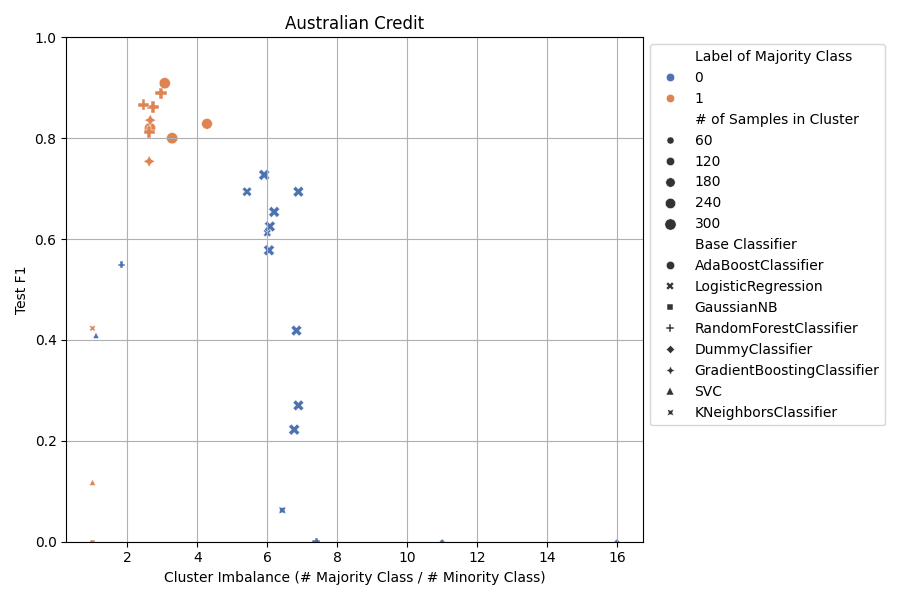 Australian Credit
Test F1
1.0
0.8
0.6
0.4
0.2
0.0
2 4 6 8 10 12 14 16
Cluster Imbalance (# Majority Class / # Minority Class)
Label of Majority Class
0
1
# of Samples in Cluster
60
120
180
240
300
Base Classifier
AdaBoostClassifier
LogisticRegression
GaussianNB
RandomForestClassifier
DummyClassifier
GradientBoostingClassifier
SVC
KNeighborsClassifier